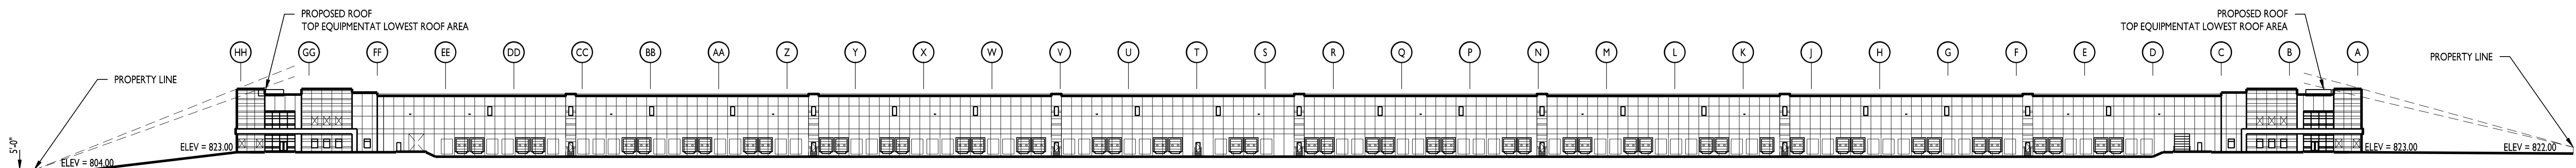 PROPOSED ROOF
TOP EQUIPMENTAT LOWEST ROOF AREA
PROPOSED ROOF
TOP EQUIPMENTAT LOWEST ROOF AREA
HH GG FF EE DD CC BB AA Z Y X W V U T S R Q P N M L K J H G F E D C B A
PROPERTY LINE
PROPERTY LINE
5'-0"
ELEV = 804.00
ELEV = 823.00
ELEV = 823.00
ELEV = 822.00